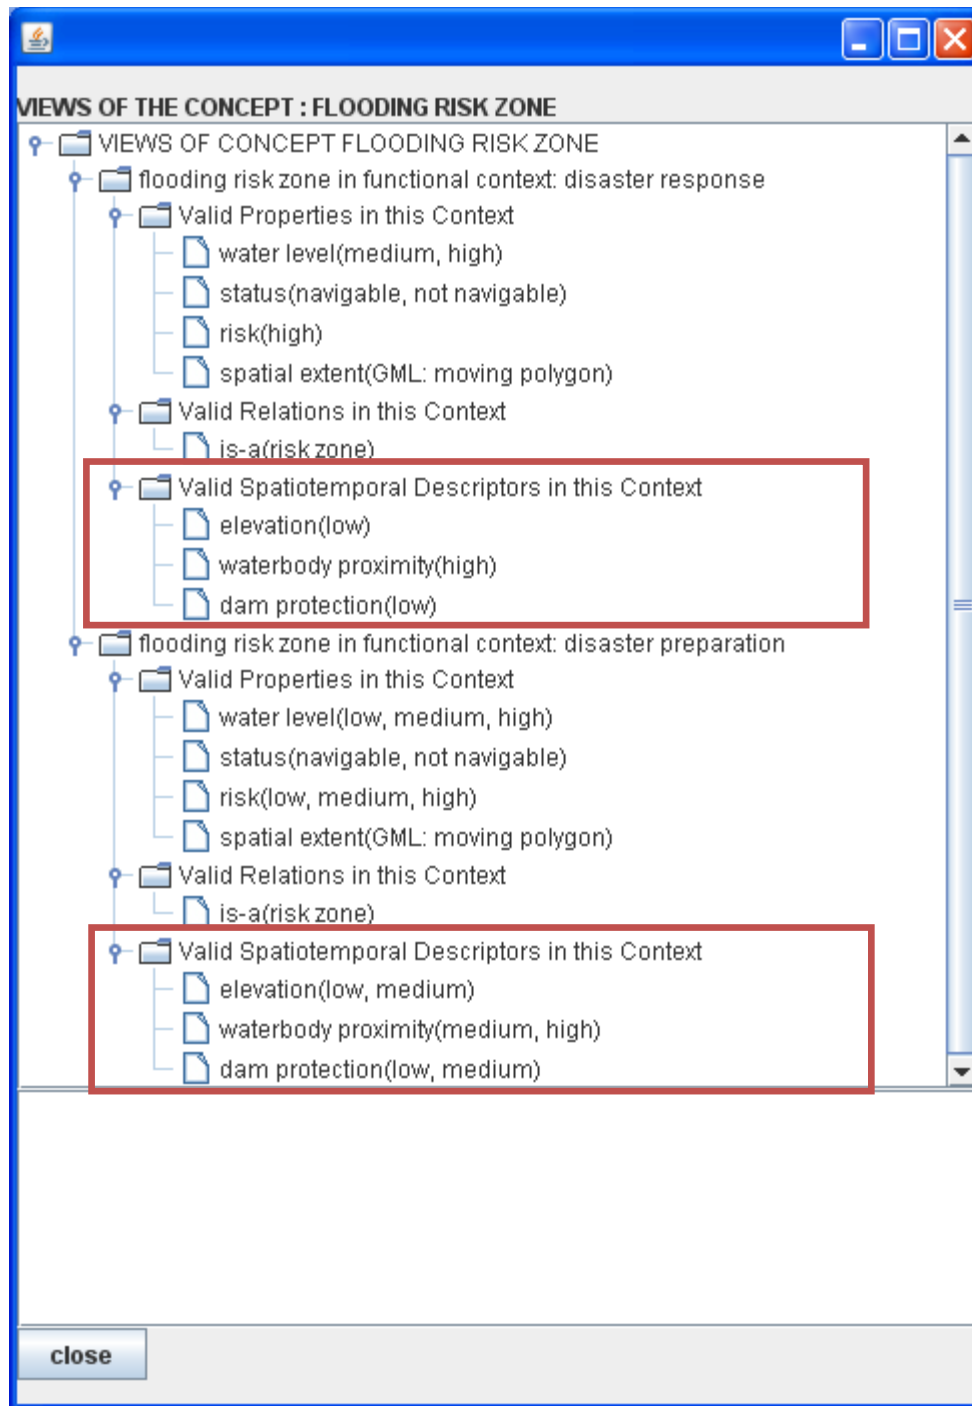 VIEWS OF THE CONCEPT : FLOODING RISK ZONE
VIEWS OF CONCEPT FLOODING RISK ZONE
flooding risk zone in functional context: disaster response
Valid Properties in this Context
water level(medium, high)
status(navigable, not navigable)
risk(high)
spatial extent(GML: moving polygon)
Valid Relations in this Context
is-a(risk zone)
Valid Spatiotemporal Descriptors in this Context
elevation(low)
waterbody proximity(high)
dam protection(low)
flooding risk zone in functional context: disaster preparation
Valid Properties in this Context
water level(low, medium, high)
status(navigable, not navigable)
risk(low, medium, high)
spatial extent(GML: moving polygon)
Valid Relations in this Context
is-a(risk zone)
Valid Spatiotemporal Descriptors in this Context
elevation(low, medium)
waterbody proximity(medium, high)
dam protection(low, medium)
close